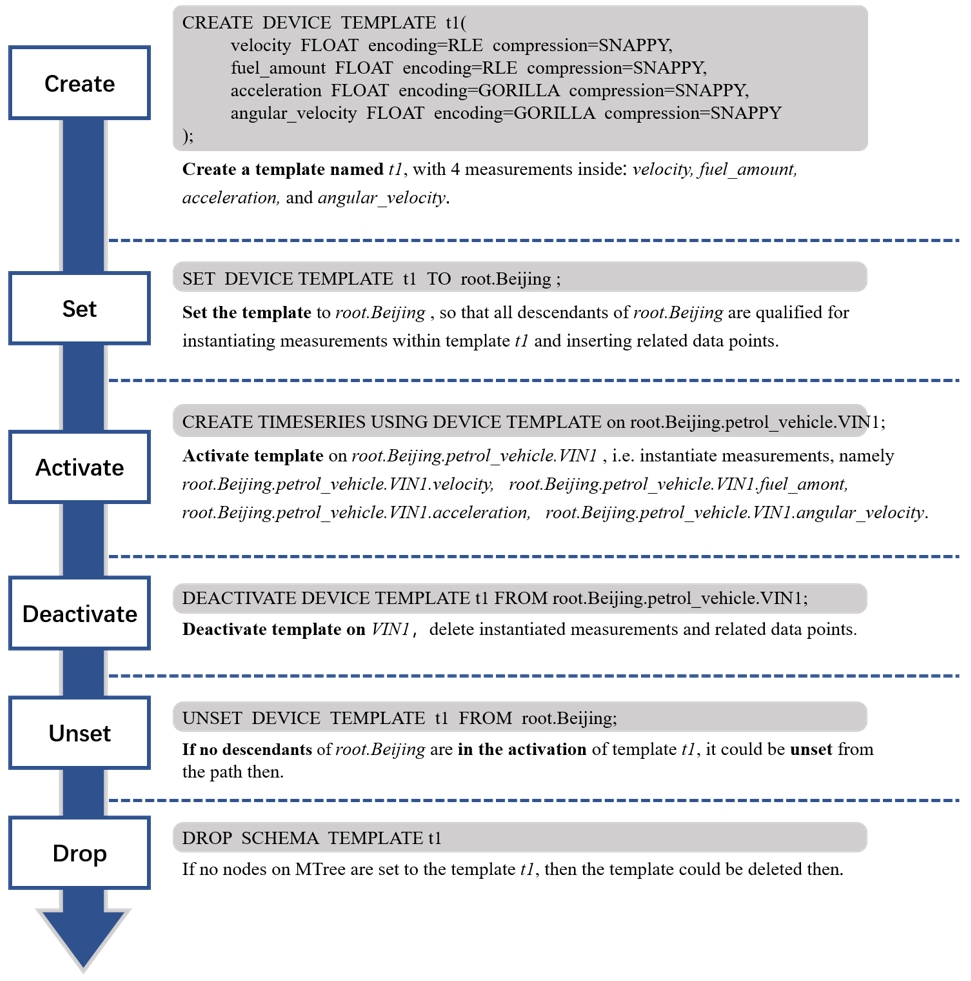 CREATE DEVICE TEMPLATE t1(
velocity FLOAT encoding=RLE compression=SNAPPY,
fuel_amount FLOAT encoding=RLE compression=SNAPPY,
acceleration FLOAT encoding=GORILLA compression=SNAPPY,
angular_velocity FLOAT encoding=GORILLA compression=SNAPPY
);
Create
Create a template named t1, with 4 measurements inside: velocity, fuel_amount,
acceleration, and angular_velocity.
Set
SET DEVICE TEMPLATE t1 TO root.Beijing ;
Set the template to root.Beijing , so that all descendants of root.Beijing are qualified for
instantiating measurements within template t1 and inserting related data points.
Activate
CREATE TIMESERIES USING DEVICE TEMPLATE on root.Beijing.petrol_vehicle.VIN1;
Activate template on root.Beijing.petrol_vehicle.VIN1 , i.e. instantiate measurements, namely
root.Beijing.petrol_vehicle.VIN1.velocity, root.Beijing.petrol_vehicle.VIN1.fuel_amont,
root.Beijing.petrol_vehicle.VIN1.acceleration, root.Beijing.petrol_vehicle.VIN1.angular_velocity.
Deactivate
DEACTIVATE DEVICE TEMPLATE t1 FROM root.Beijing.petrol_vehicle.VIN1;
Deactivate template on VIN1, delete instantiated measurements and related data points.
Unset
UNSET DEVICE TEMPLATE t1 FROM root.Beijing;
If no descendants of root.Beijing are in the activation of template t1, it could be unset from
the path then.
Drop
DROP SCHEMA TEMPLATE t1
If no nodes on MTree are set to the template t1, then the template could be deleted then.